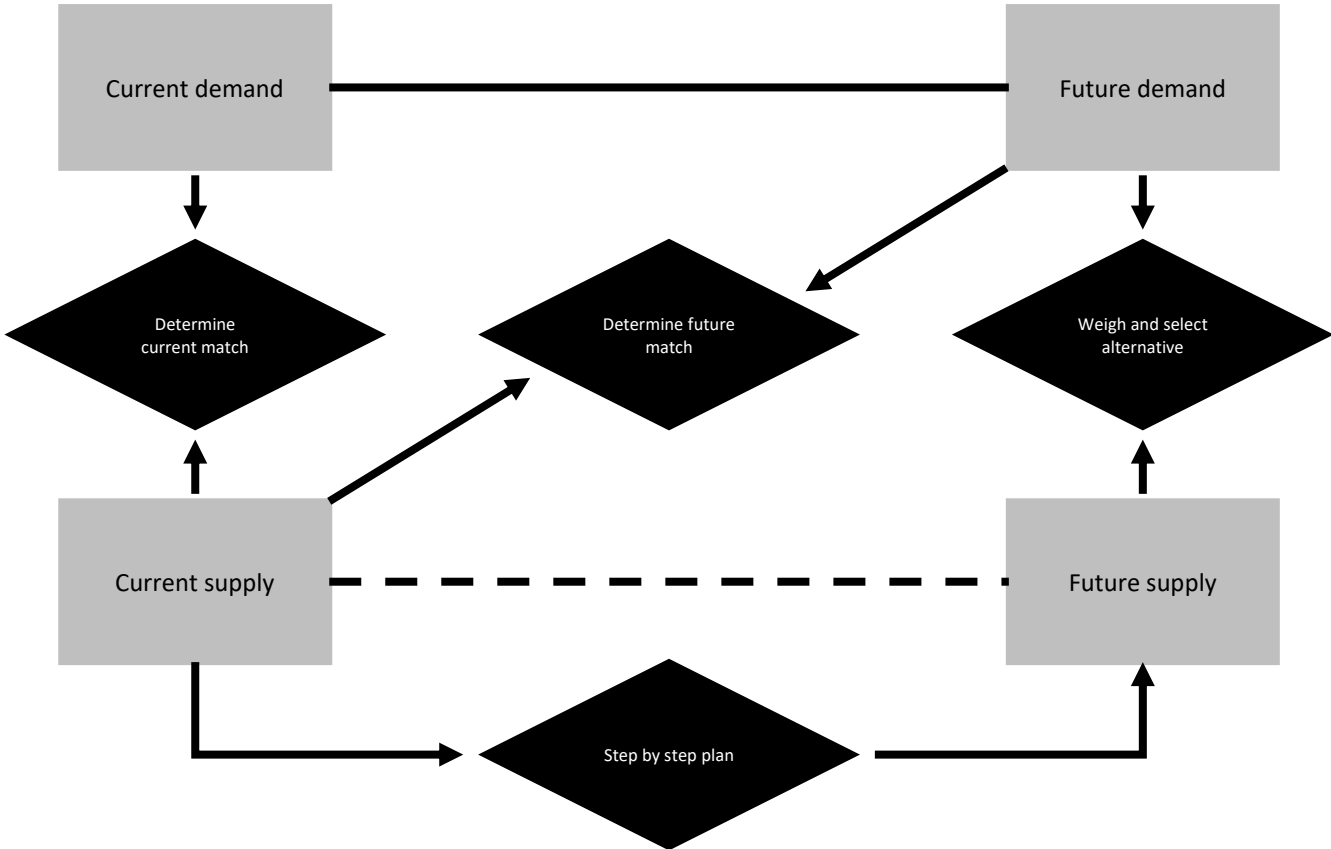 Current demand
Future demand
Determine
current match
Determine future
match
Weigh and select
alternative
Current supply
Future supply
Step by step plan